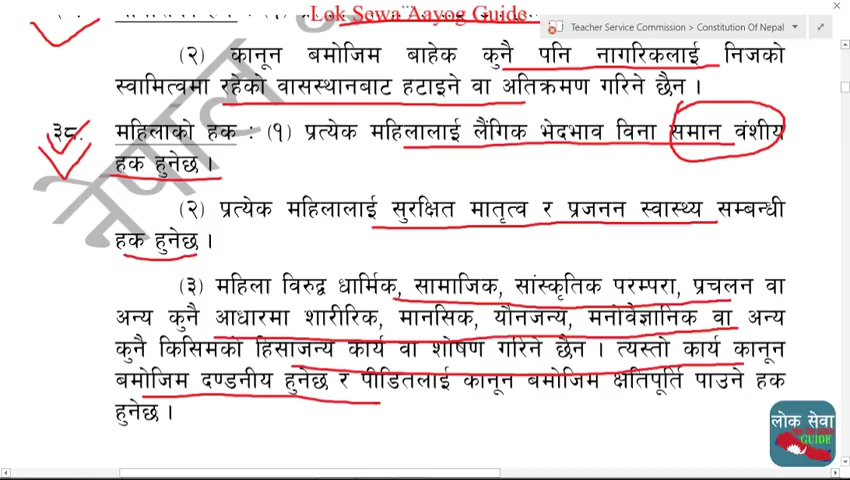 Lok Sewa Aayog Guide
Teacher Service Commission > Constitution Of Nepal
(२) कानून बमोजिम बाहेक कुनै पनि नागरिकलाई निजको
स्वामित्वमा रहेको वासस्थानबाट हटाइने वा अतिक्रमण गरिने छैन ।
३८. महिलाको हक : (१) प्रत्येक महिलालाई लैंगिक भेदभाव विना समान वंशीय
हक हुनेछ ।
(२) प्रत्येक महिलालाई सुरक्षित मातृत्व र प्रजनन स्वास्थ्य सम्बन्धी
हक हुनेछ ।
(३) महिला विरुद्ध धार्मिक, सामाजिक, सांस्कृतिक परम्परा, प्रचलन वा
अन्य कुनै आधारमा शारीरिक, मानसिक, यौनजन्य, मनोवैज्ञानिक वा अन्य
कुनै किसिमको हिंसाजन्य कार्य वा शोषण गरिने छैन । त्यस्तो कार्य कानून
बमोजिम दण्डनीय हुनेछ र पीडितलाई कानून बमोजिम क्षतिपूर्ति पाउने हक
हुनेछ ।
नेपाल
लोक सेवा
GUIDE